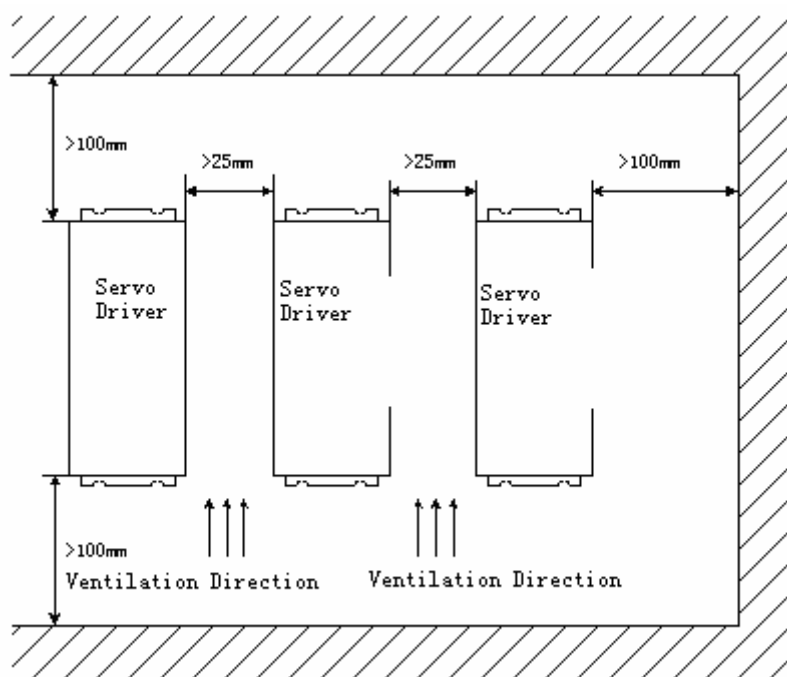 >100mm
>25mm
>25mm
>100mm
Servo
Driver
Servo
Driver
Servo
Driver
>100mm
Ventilation Direction
Ventilation Direction